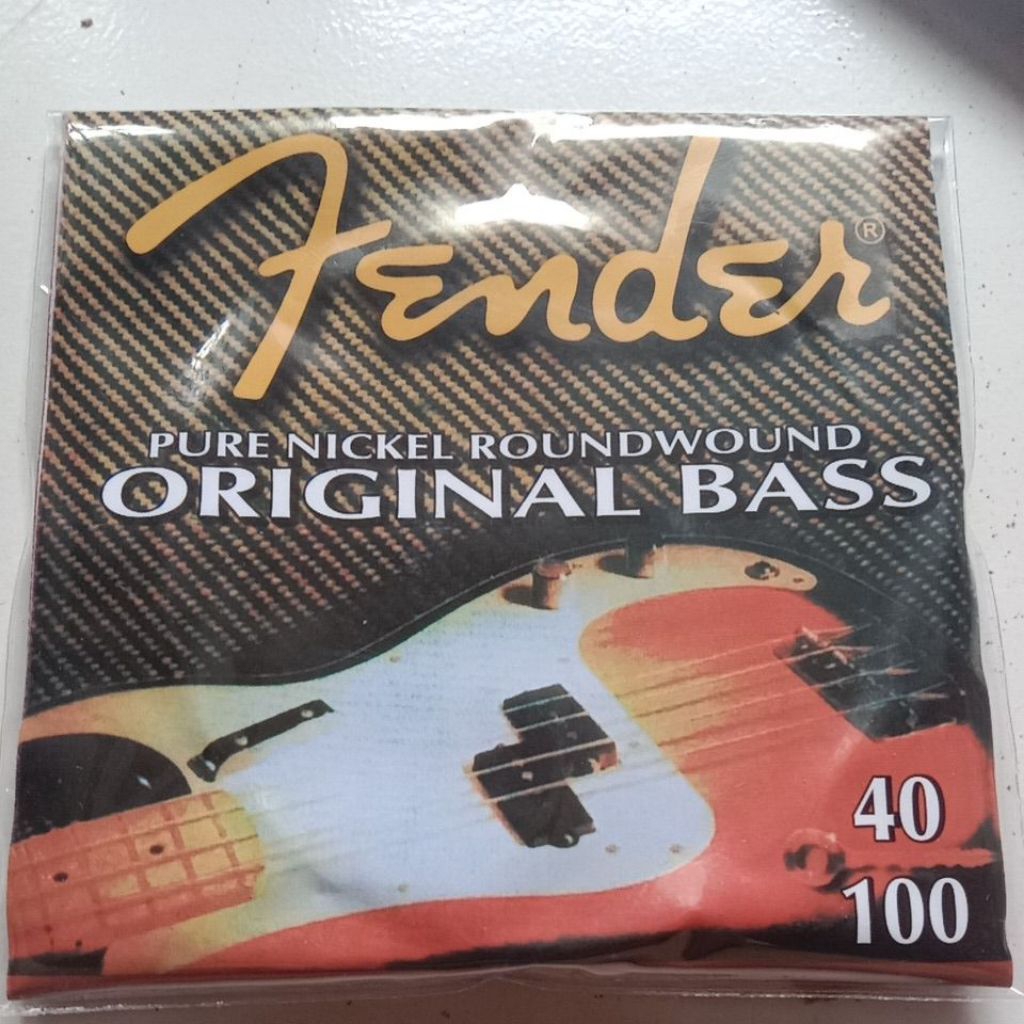 Fender®
PURE NICKEL ROUNDWOUND
ORIGINAL BASS
40
100